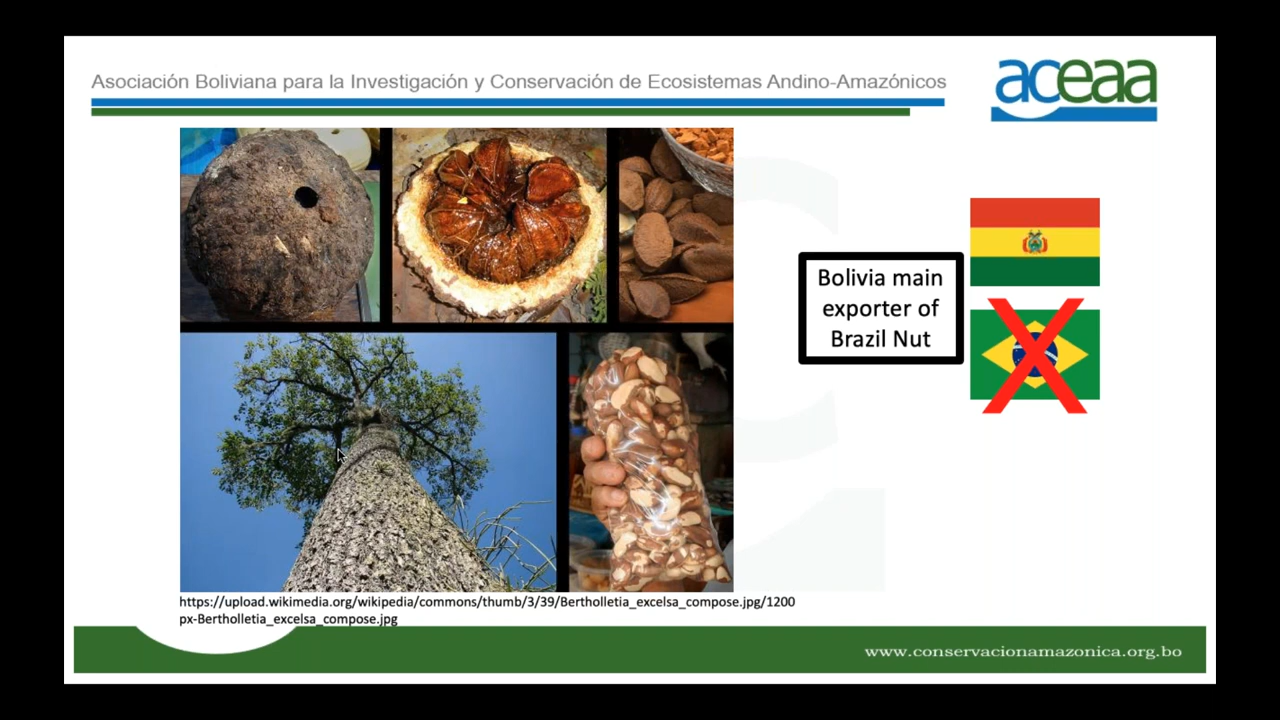 Asociación Boliviana para la Investigación y Conservación de Ecosistemas Andino-Amazónicos
aceaa
Bolivia main
exporter of
Brazil Nut
https://upload.wikimedia.org/wikipedia/commons/thumb/3/39/Bertholletia_excelsa_compose.jpg/1200
px-Bertholletia_excelsa_compose.jpg
www.conservacionamazonica.org.bo